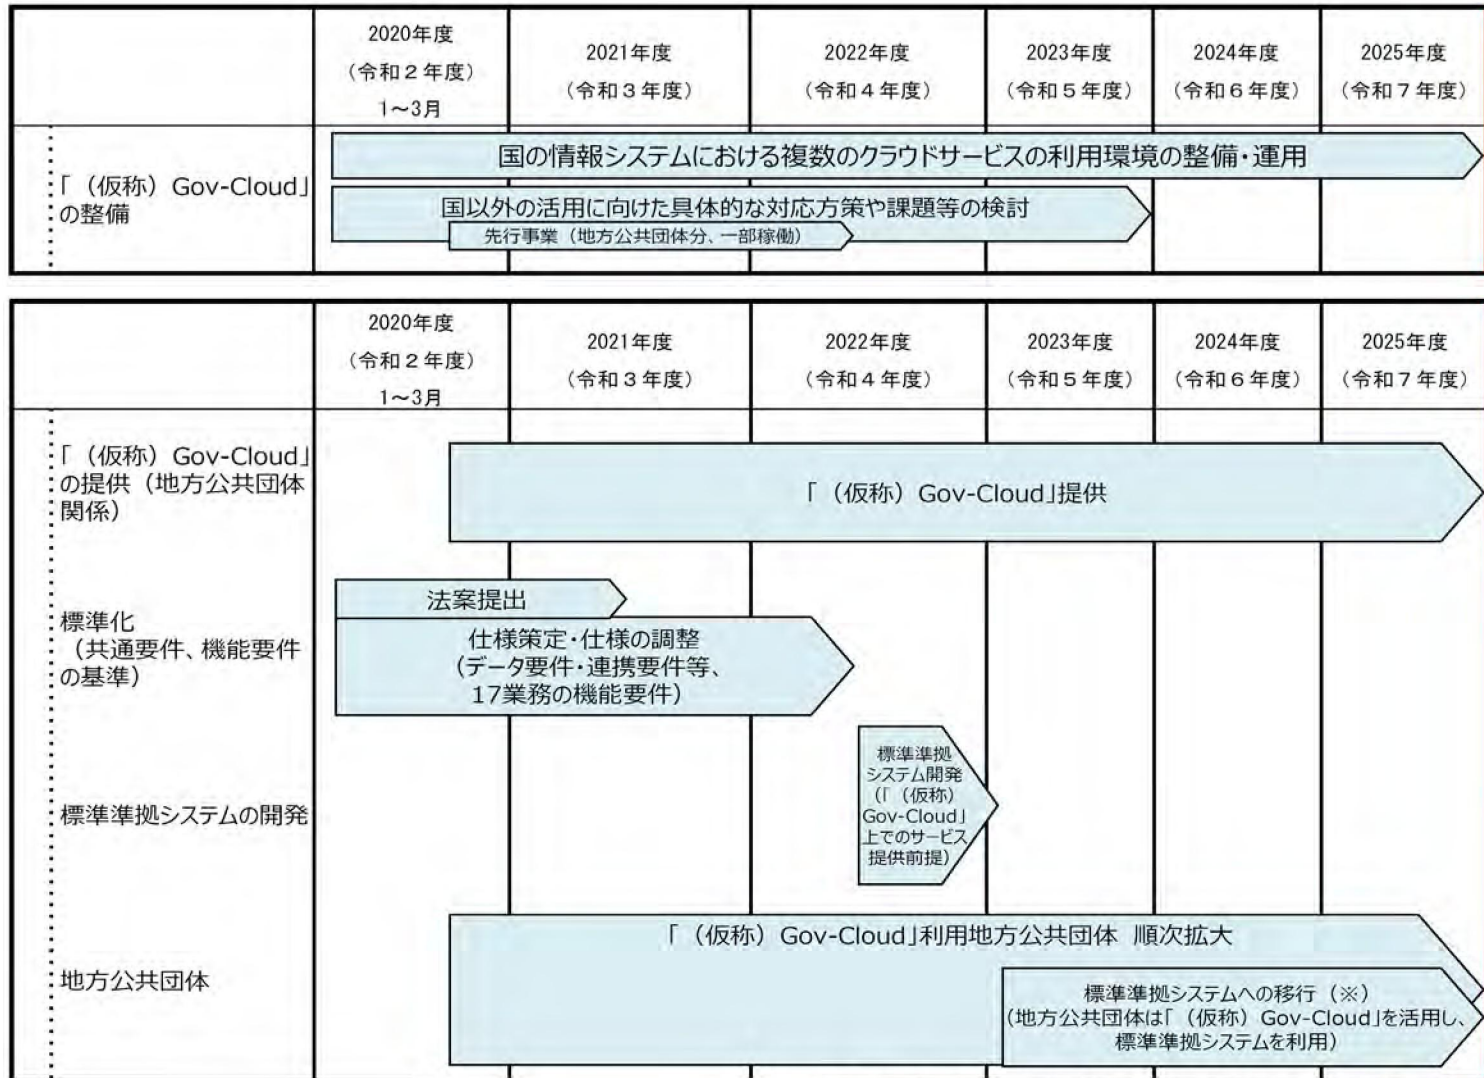 2020年度
(令和２年度)
1～3月
2021年度
(令和３年度)
2022年度
(令和４年度)
2023年度
(令和５年度)
2024年度
(令和６年度)
2025年度
(令和７年度)
「（仮称）Gov-Cloud」
の整備
国の情報システムにおける複数のクラウドサービスの利用環境の整備・運用
国以外の活用に向けた具体的な対応方策や課題等の検討
先行事業（地方公共団体分、一部稼働）
2020年度
(令和２年度)
1～3月
2021年度
(令和３年度)
2022年度
(令和４年度)
2023年度
(令和５年度)
2024年度
(令和６年度)
2025年度
(令和７年度)
「（仮称）Gov-Cloud」
の提供（地方公共団体
関係）
「（仮称）Gov-Cloud」提供
標準化
（共通要件、機能要件
の基準）
法案提出
仕様策定・仕様の調整
（データ要件・連携要件等、
17業務の機能要件）
標準準拠システムの開発
標準準拠
システム開発
（「（仮称）
Gov-Cloud」
上でのサービス
提供前提）
地方公共団体
「（仮称）Gov-Cloud」利用地方公共団体 順次拡大
標準準拠システムへの移行（※）
（地方公共団体は「（仮称）Gov-Cloud」を活用し、
標準準拠システムを利用）